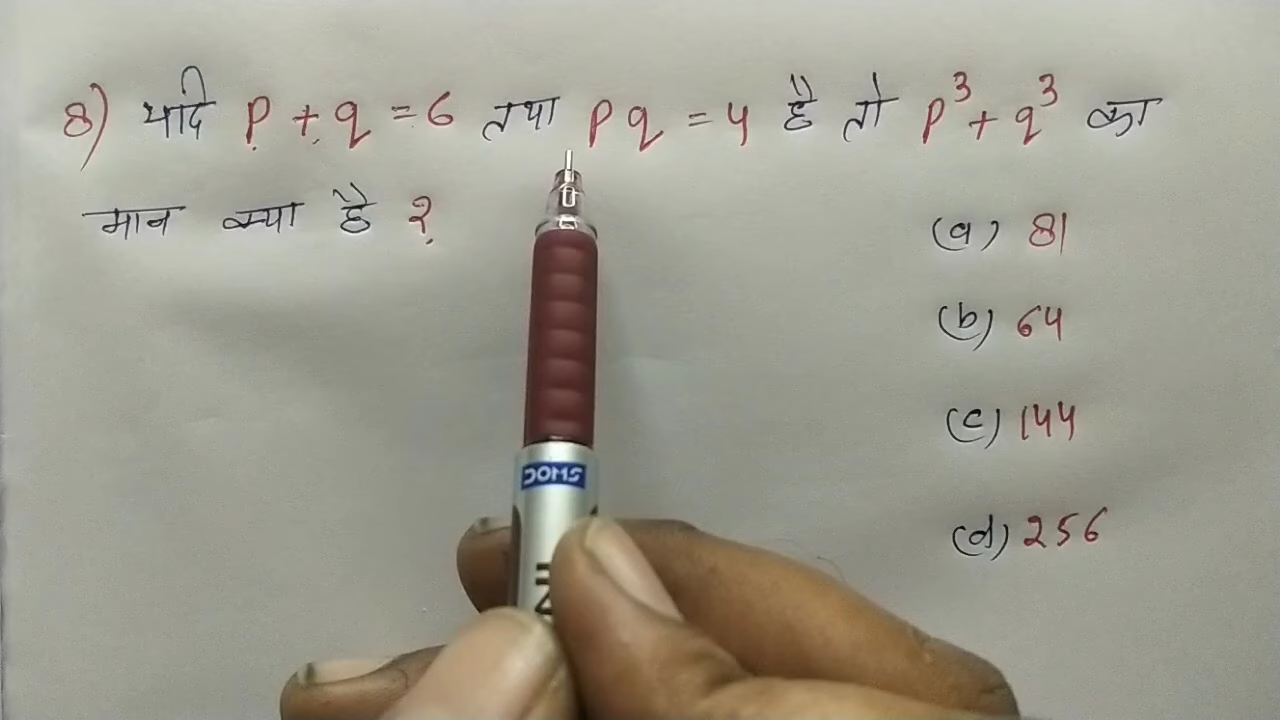 8) यदि p + q = 6 तथा pq = 4 है तो p³ + q³ का
मान क्या है ?
(a) 81
(b) 64
(c) 144
(d) 256
DOMS